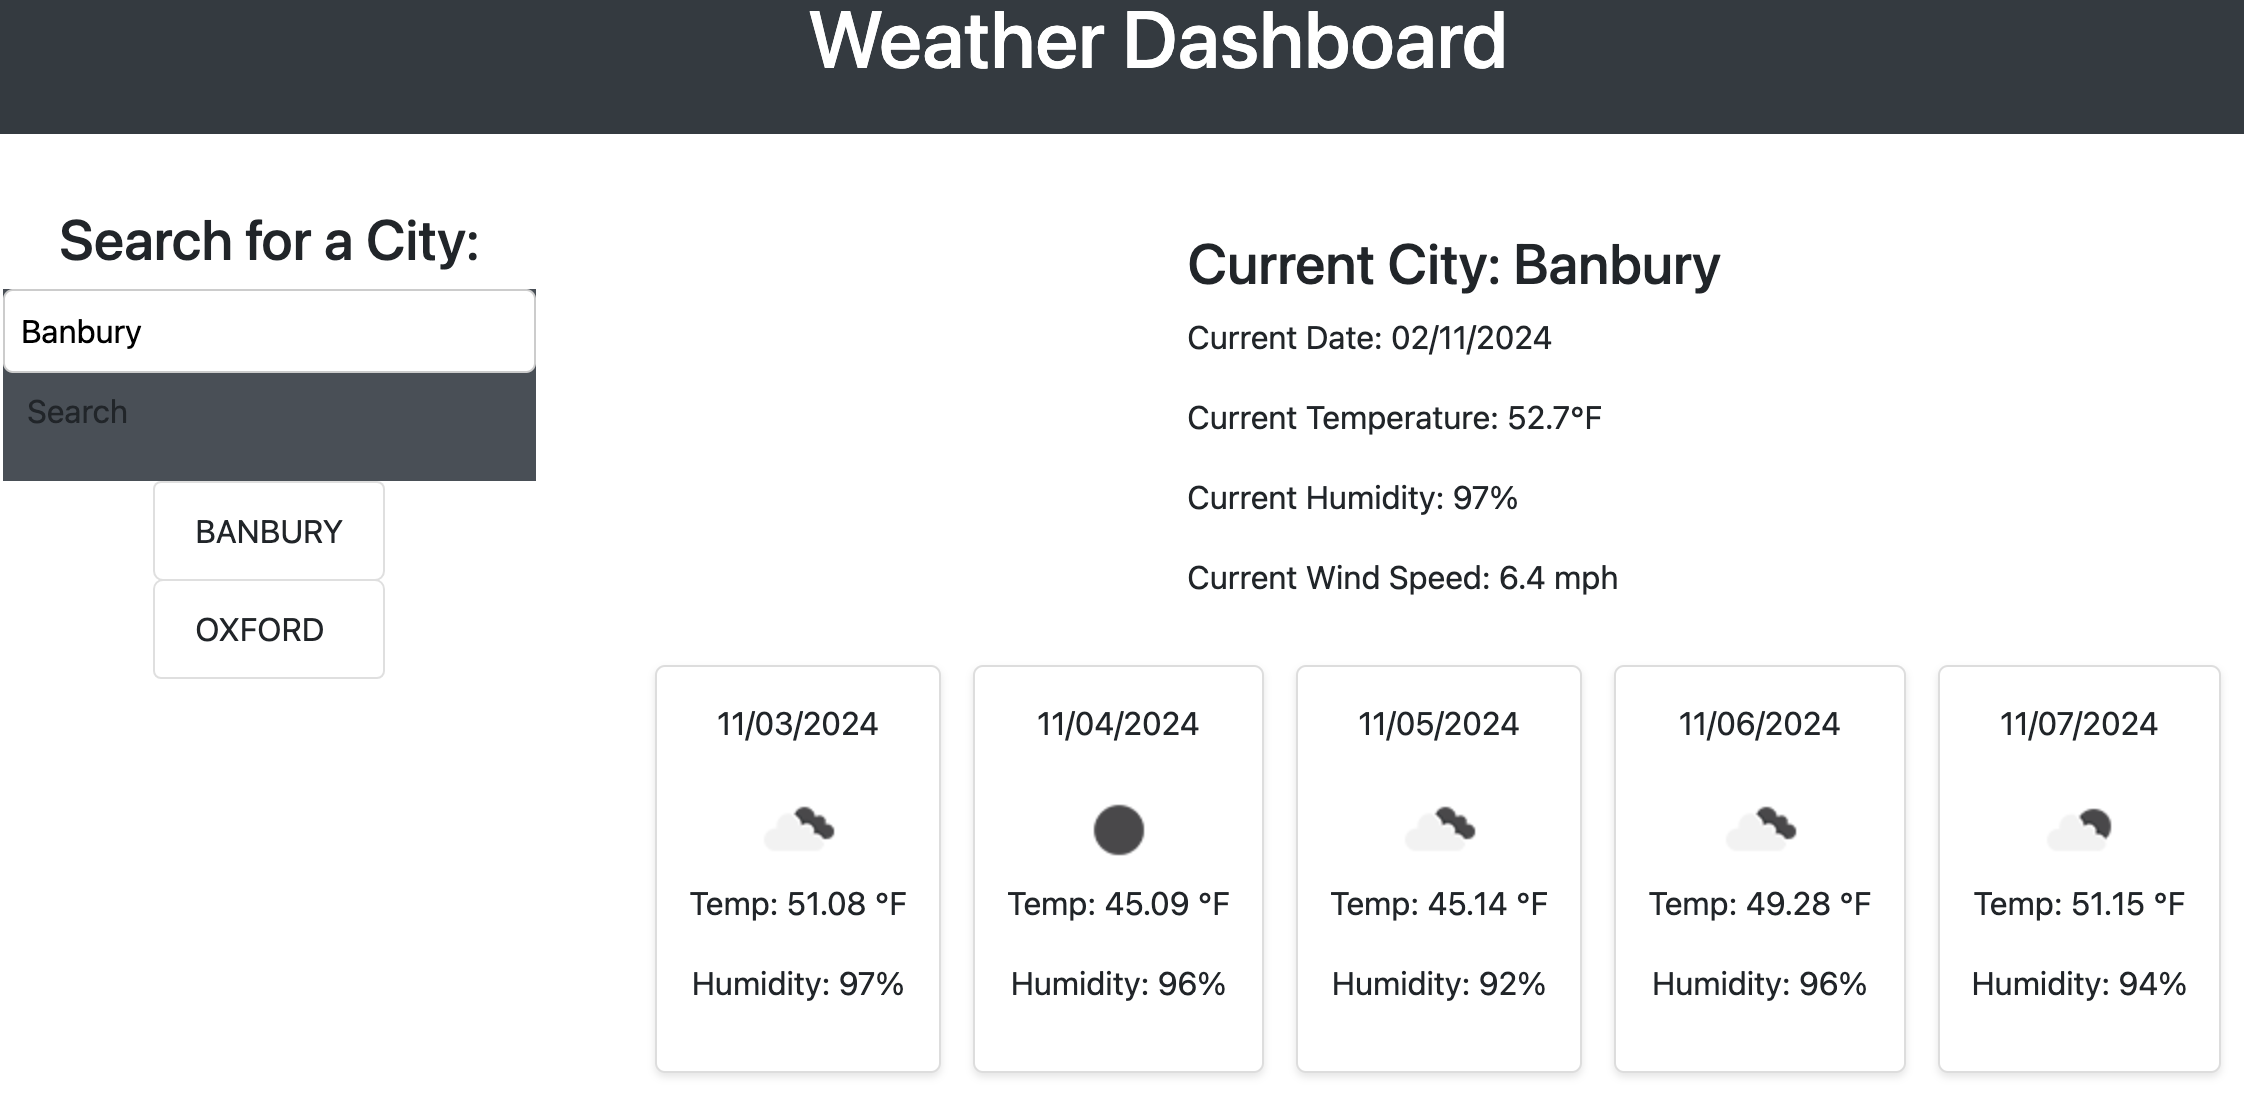 Weather Dashboard
Search for a City:
Banbury
Search
BANBURY
OXFORD
Current City: Banbury
Current Date: 02/11/2024
Current Temperature: 52.7°F
Current Humidity: 97%
Current Wind Speed: 6.4 mph
11/03/2024
Temp: 51.08 °F
Humidity: 97%
11/04/2024
Temp: 45.09 °F
Humidity: 96%
11/05/2024
Temp: 45.14 °F
Humidity: 92%
11/06/2024
Temp: 49.28 °F
Humidity: 96%
11/07/2024
Temp: 51.15 °F
Humidity: 94%